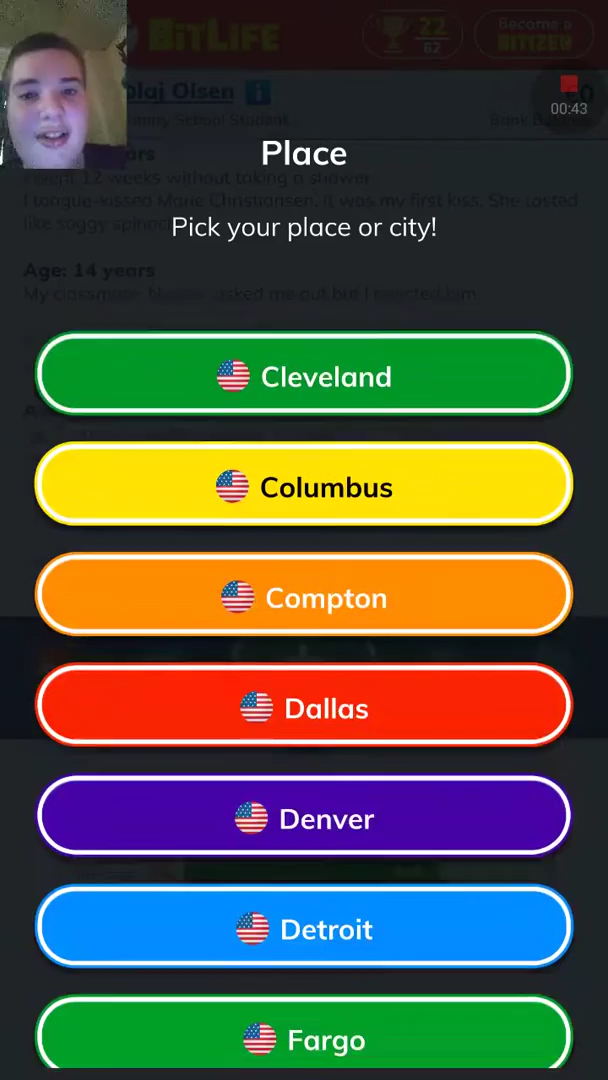 BITLIFE
22
62
Become a
BITIZEN
Olaj Olsen
00:43
School Student
Place
I went 12 weeks without taking a shower.
I tongue-kissed Marie Christiansen. It was my first kiss. She tasted
like soggy
Pick your place or city!
Age: 14 years
My classmate, asked me out but I rejected him.
Cleveland
Columbus
Compton
Dallas
Denver
Detroit
Fargo